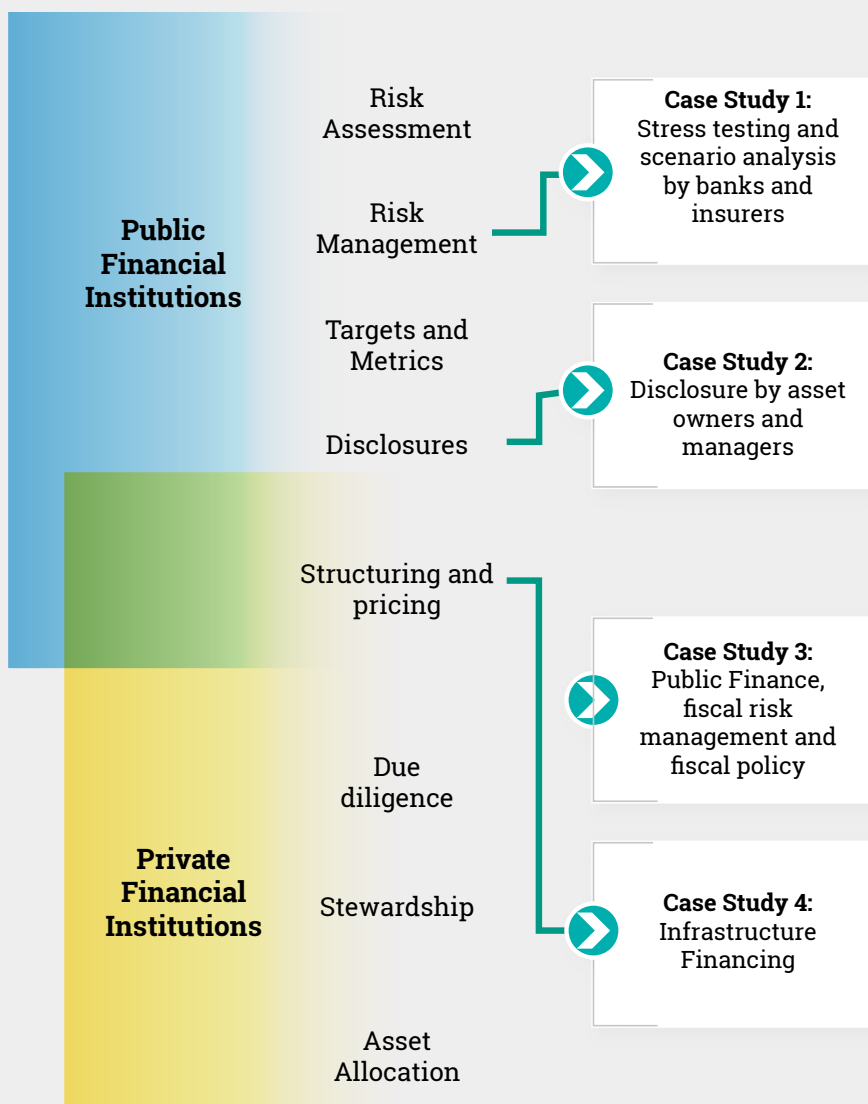 Public
Financial
Institutions
Private
Financial
Institutions
Risk
Assessment
Risk
Management
Targets and
Metrics
Disclosures
Structuring and
pricing
Due
diligence
Stewardship
Asset
Allocation
Case Study 1:
Stress testing and
scenario analysis
by banks and
insurers
Case Study 2:
Disclosure by asset
owners and
managers
Case Study 3:
Public Finance,
fiscal risk
management and
fiscal policy
Case Study 4:
Infrastructure
Financing